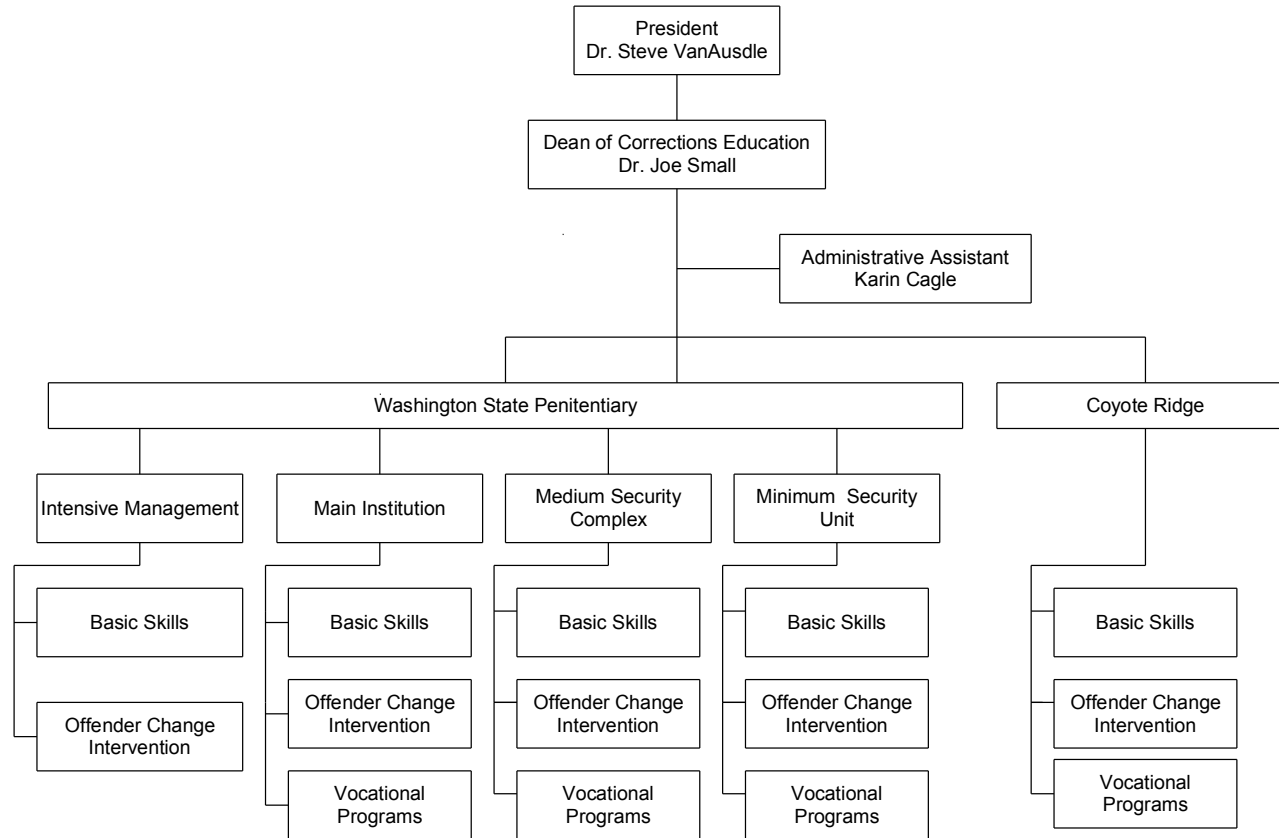 President
Dr. Steve VanAusdle
Dean of Corrections Education
Dr. Joe Small
Administrative Assistant
Karin Cagle
Washington State Penitentiary
Coyote Ridge
Intensive Management
Main Institution
Medium Security
Complex
Minimum Security
Unit
Basic Skills
Offender Change
Intervention
Basic Skills
Offender Change
Intervention
Vocational
Programs
Basic Skills
Offender Change
Intervention
Vocational
Programs
Basic Skills
Offender Change
Intervention
Vocational
Programs
Basic Skills
Offender Change
Intervention
Vocational
Programs